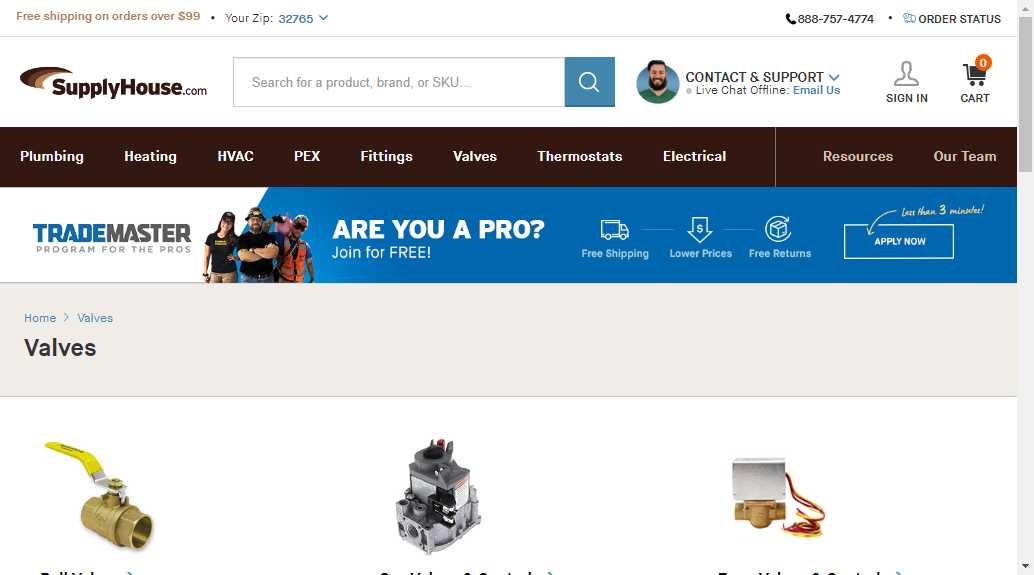 Free shipping on orders over $99 • Your Zip: 32765
888-757-4774 • ORDER STATUS
SupplyHouse.com
Search for a product, brand, or SKU...
CONTACT & SUPPORT
Live Chat Offline: Email Us
SIGN IN
0
CART
Plumbing Heating HVAC PEX Fittings Valves Thermostats Electrical Resources Our Team
TRADEMASTER
PROGRAM FOR THE PROS
ARE YOU A PRO?
Join for FREE!
Free Shipping
$
Lower Prices
Free Returns
Less than 3 minutes!
APPLY NOW
Home > Valves
Valves